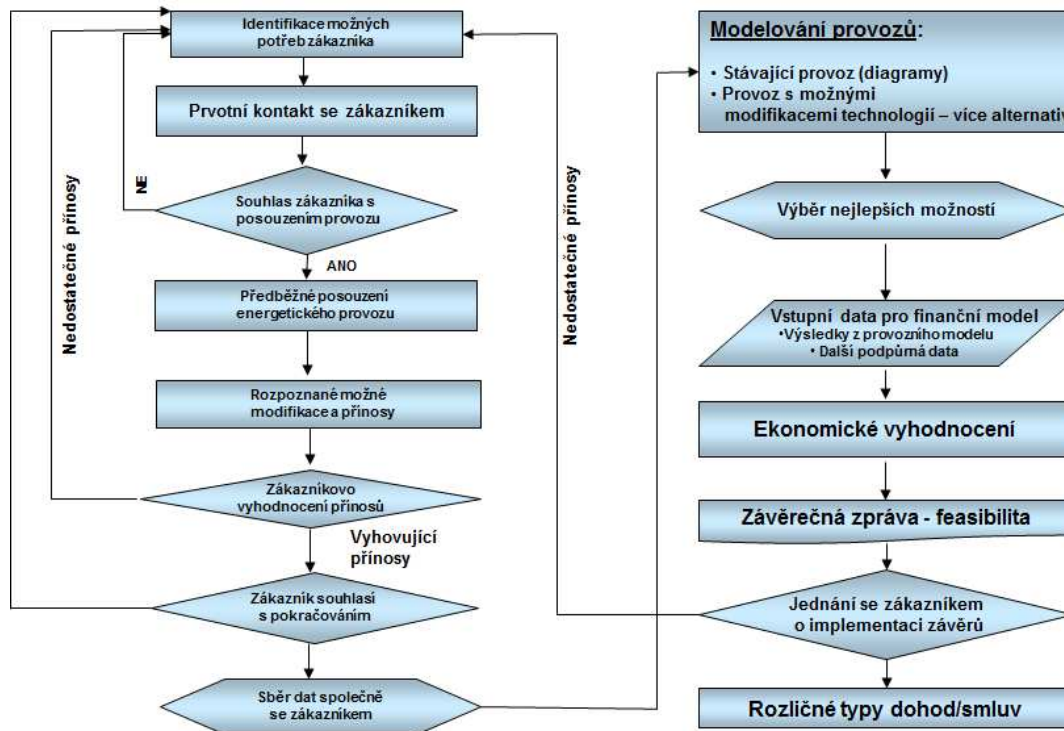 Identifikace možných
potřeb zákazníka
Prvotní kontakt se zákazníkem
Souhlas zákazníka s
posouzením provozu
NE
ANO
Předběžné posouzení
energetického provozu
Rozpoznané možné
modifikace a přínosy
Zákazníkovo
vyhodnocení přínosů
Nedostatečné přínosy
Vyhovující
přínosy
Zákazník souhlasí
s pokračováním
Sběr dat společně
se zákazníkem
Nedostatečné přínosy
Modelování provozů:
• Stávající provoz (diagramy)
• Provoz s možnými
modifikacemi technologií – více alternativ
Výběr nejlepších možností
Vstupní data pro finanční model
•Výsledky z provozního modelu
• Další podpůrná data
Ekonomické vyhodnocení
Závěrečná zpráva - feasibilita
Jednání se zákazníkem
o implementaci závěrů
Rozličné typy dohod/smluv